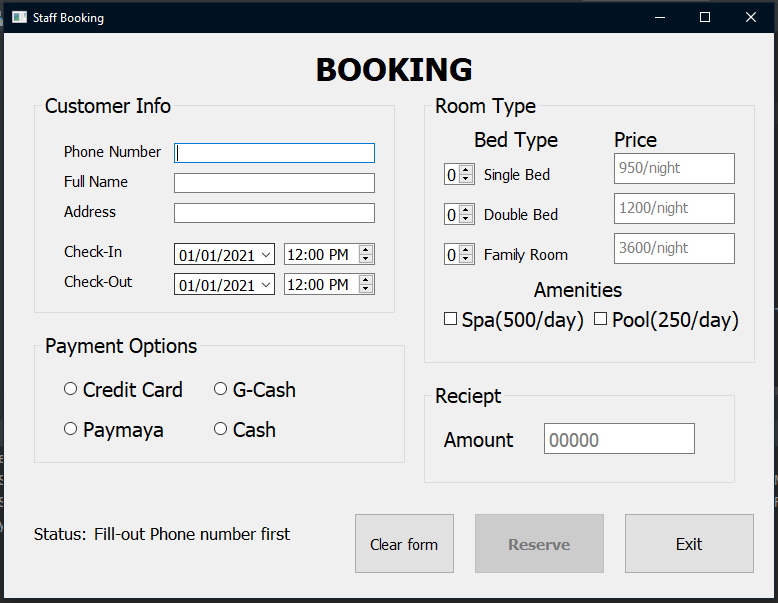 Staff Booking
BOOKING
Customer Info
Phone Number
Full Name
Address
Check-In 01/01/2021 12:00 PM
Check-Out 01/01/2021 12:00 PM
Room Type
Bed Type Price
0 Single Bed 950/night
0 Double Bed 1200/night
0 Family Room 3600/night
Amenities
Spa(500/day) Pool(250/day)
Payment Options
Credit Card G-Cash
Paymaya Cash
Reciept
Amount 00000
Status: Fill-out Phone number first
Clear form Reserve Exit